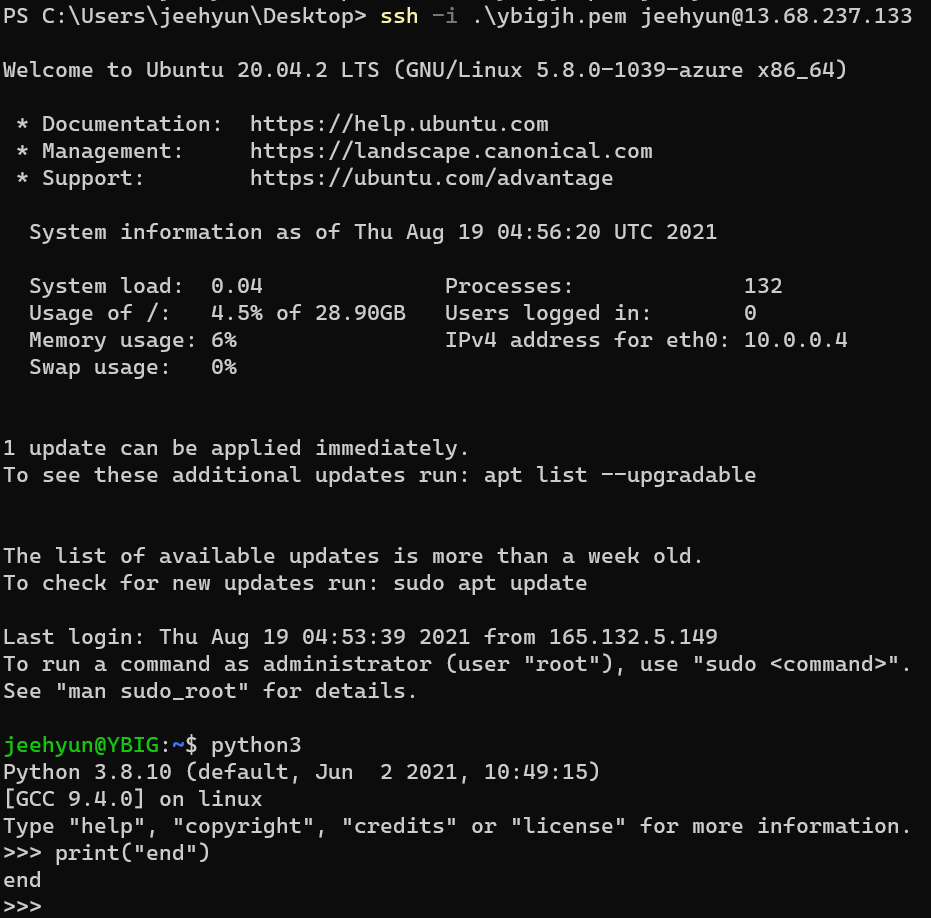 PS C:\Users\jeehyun\Desktop> ssh -i .\ybigjh.pem jeehyun@13.68.237.133
Welcome to Ubuntu 20.04.2 LTS (GNU/Linux 5.8.0-1039-azure x86_64)
* Documentation:  https://help.ubuntu.com
* Management:     https://landscape.canonical.com
* Support:        https://ubuntu.com/advantage
System information as of Thu Aug 19 04:56:20 UTC 2021
System load:  0.04              Processes:             132
Usage of /:   4.5% of 28.90GB   Users logged in:       0
Memory usage: 6%                IPv4 address for eth0: 10.0.0.4
Swap usage:   0%
1 update can be applied immediately.
To see these additional updates run: apt list --upgradable
The list of available updates is more than a week old.
To check for new updates run: sudo apt update
Last login: Thu Aug 19 04:53:39 2021 from 165.132.5.149
To run a command as administrator (user "root"), use "sudo <command>".
See "man sudo_root" for details.
jeehyun@YBIG:~$ python3
Python 3.8.10 (default, Jun  2 2021, 10:49:15)
[GCC 9.4.0] on linux
Type "help", "copyright", "credits" or "license" for more information.
>>> print("end")
end
>>>